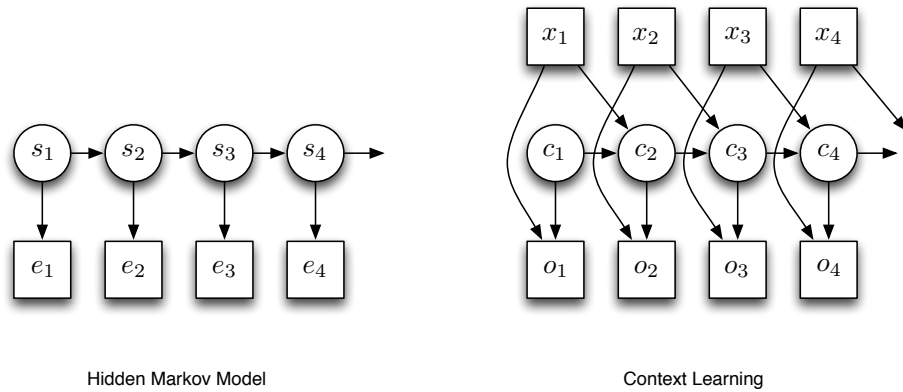 x₁ x₂ x₃ x₄
s₁ s₂ s₃ s₄ c₁ c₂ c₃ c₄
e₁ e₂ e₃ e₄ o₁ o₂ o₃ o₄
Hidden Markov Model Context Learning